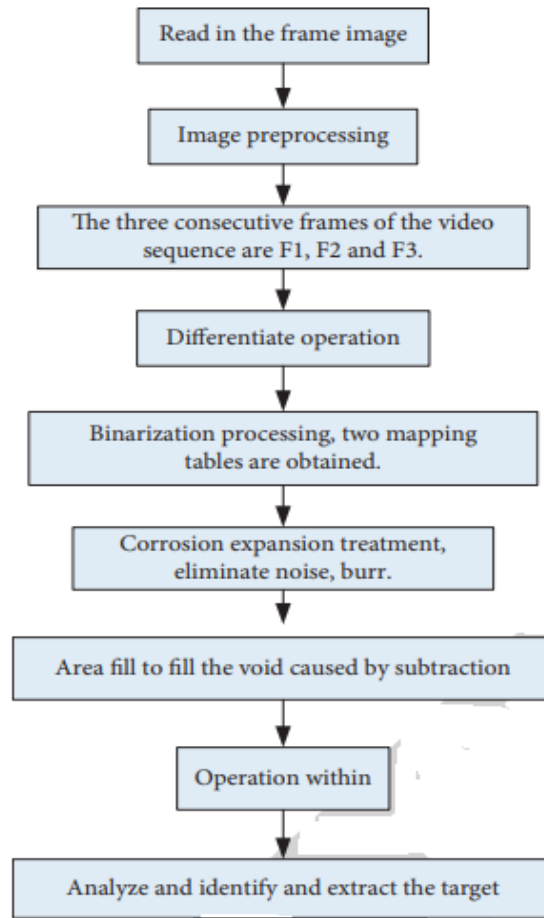 Read in the frame image
Image preprocessing
The three consecutive frames of the video
sequence are F1, F2 and F3.
Differentiate operation
Binarization processing, two mapping
tables are obtained.
Corrosion expansion treatment,
eliminate noise, burr.
Area fill to fill the void caused by subtraction
Operation within
Analyze and identify and extract the target